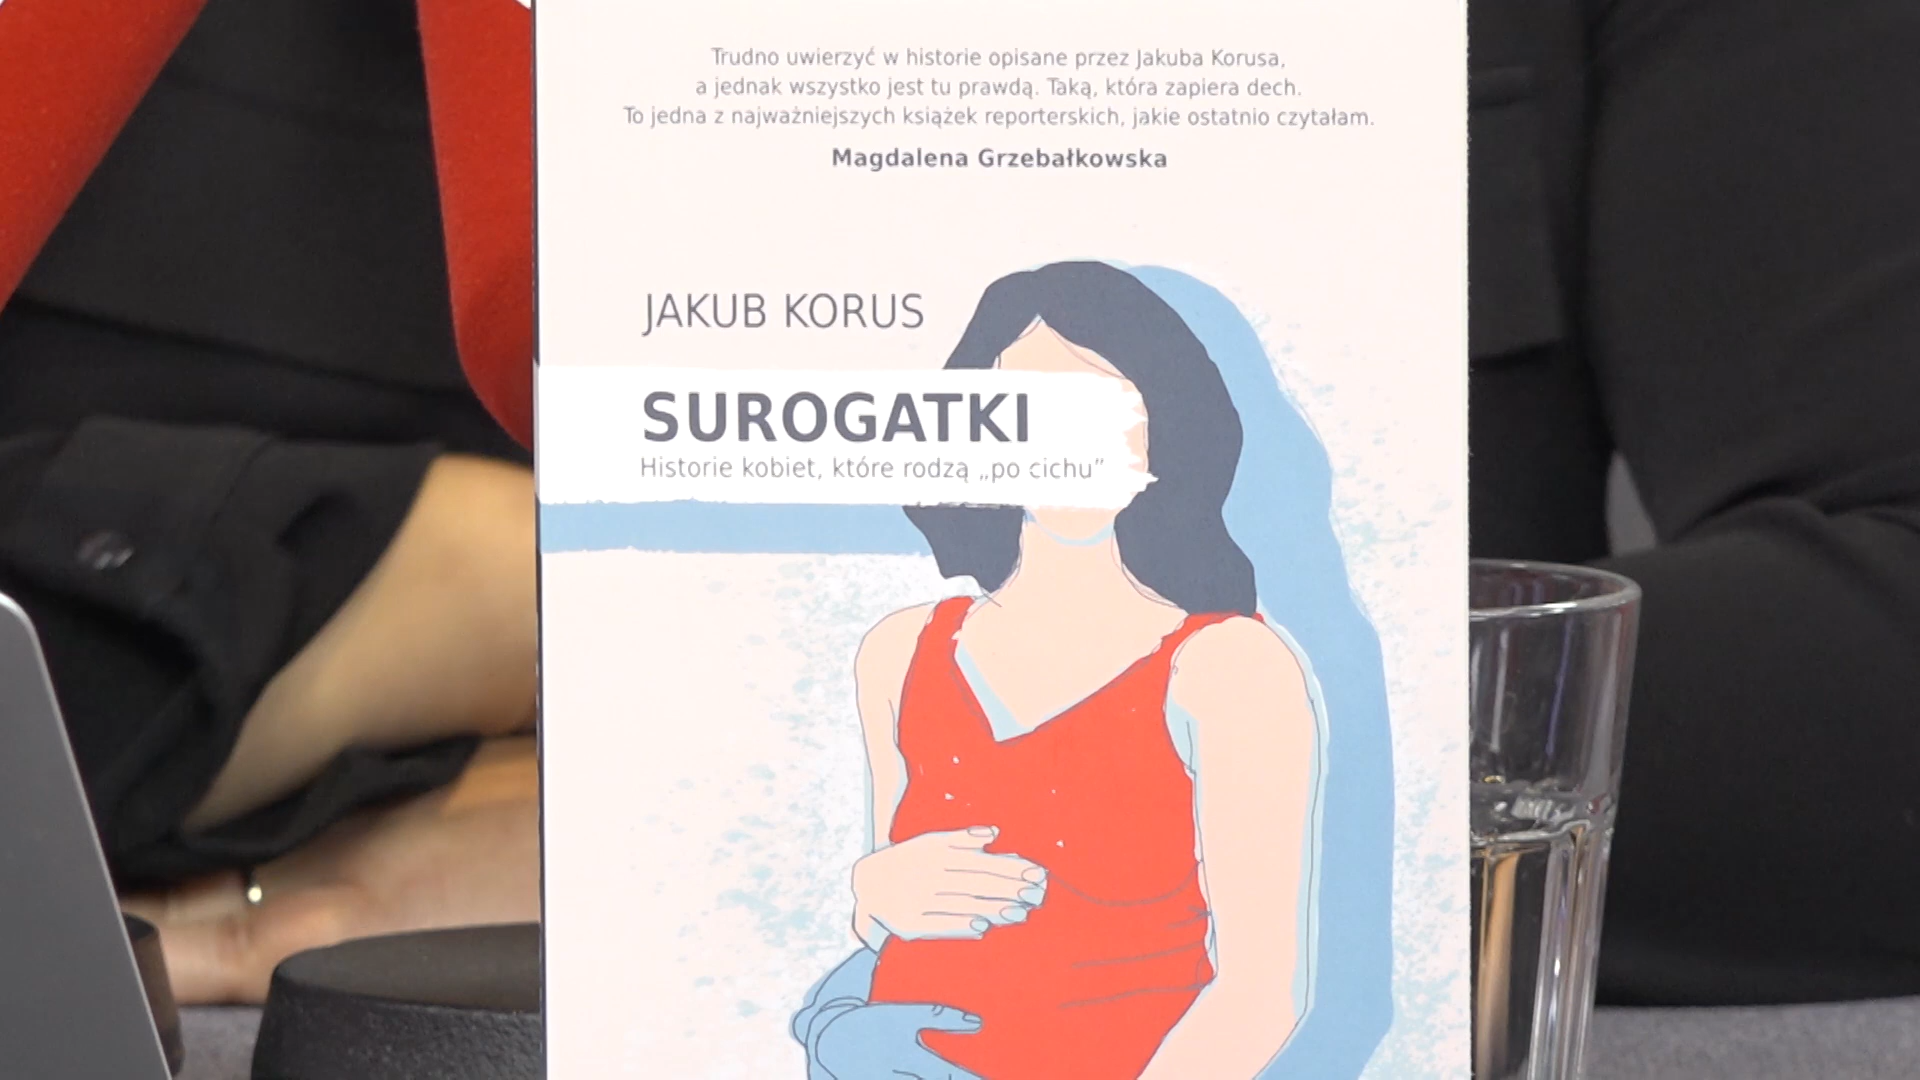 Trudno uwierzyć w historie opisane przez Jakuba Korusa,
a jednak wszystko jest tu prawdą. Taką, która zapiera dech.
To jedna z najważniejszych książek reporterskich, jakie ostatnio czytałam.
Magdalena Grzebałkowska
JAKUB KORUS
SUROGATKI
Historie kobiet, które rodzą „po cichu”